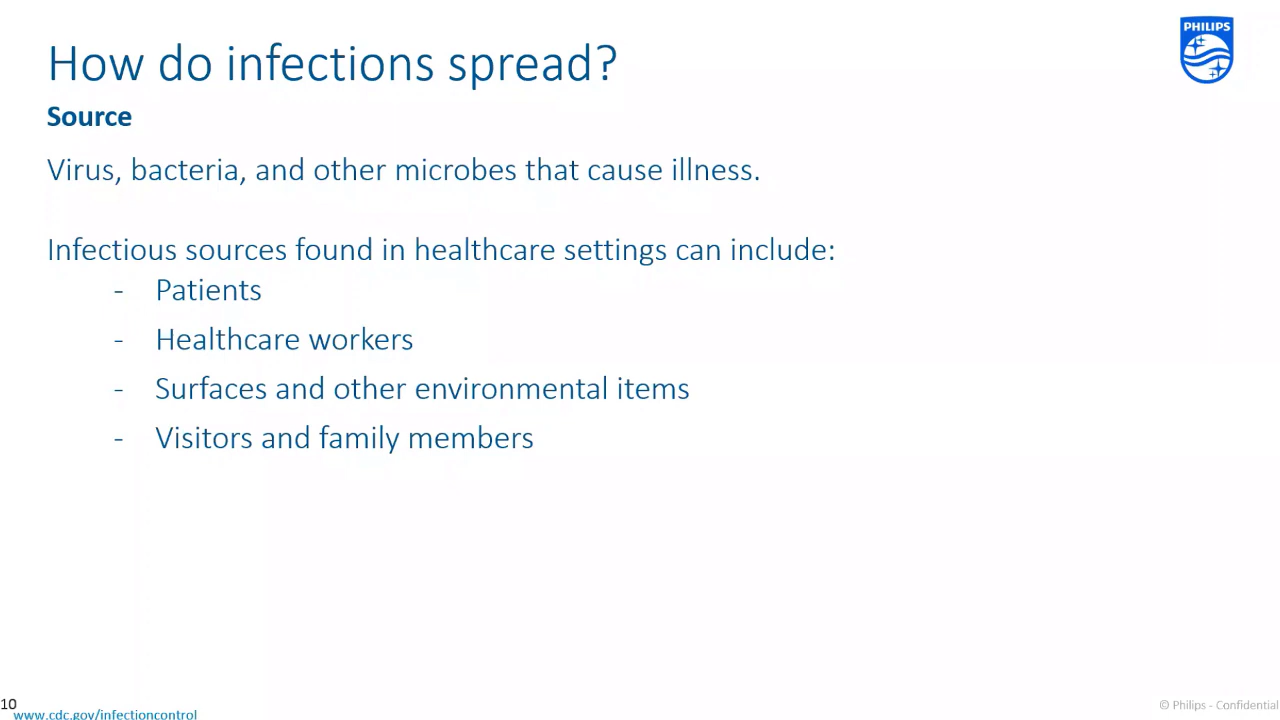 How do infections spread?
PHILIPS
Source
Virus, bacteria, and other microbes that cause illness.
Infectious sources found in healthcare settings can include:
- Patients
- Healthcare workers
- Surfaces and other environmental items
- Visitors and family members
10
www.cdc.gov/infectioncontrol
© Philips - Confidential